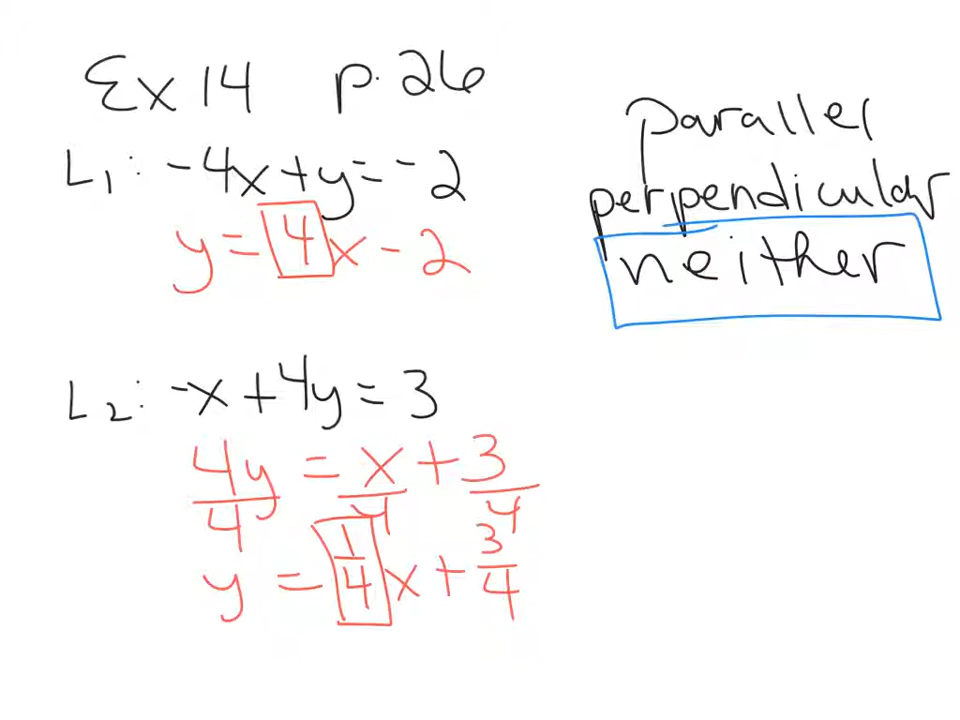 Ex 14 p. 26
L1: -4x + y = -2
y = 4x - 2
L2: -x + 4y = 3
4y/4 = x/4 + 3/4
y = 1/4 x + 3/4
parallel
perpendicular
neither